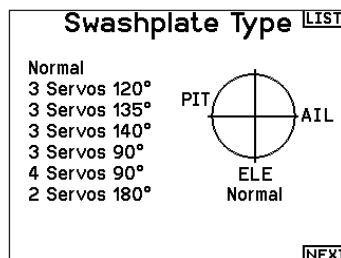 Swashplate Type LIST
Normal
3 Servos 120°
3 Servos 135°
3 Servos 140°
3 Servos 90°
4 Servos 90°
2 Servos 180°
PIT
AIL
ELE
Normal
NEXT